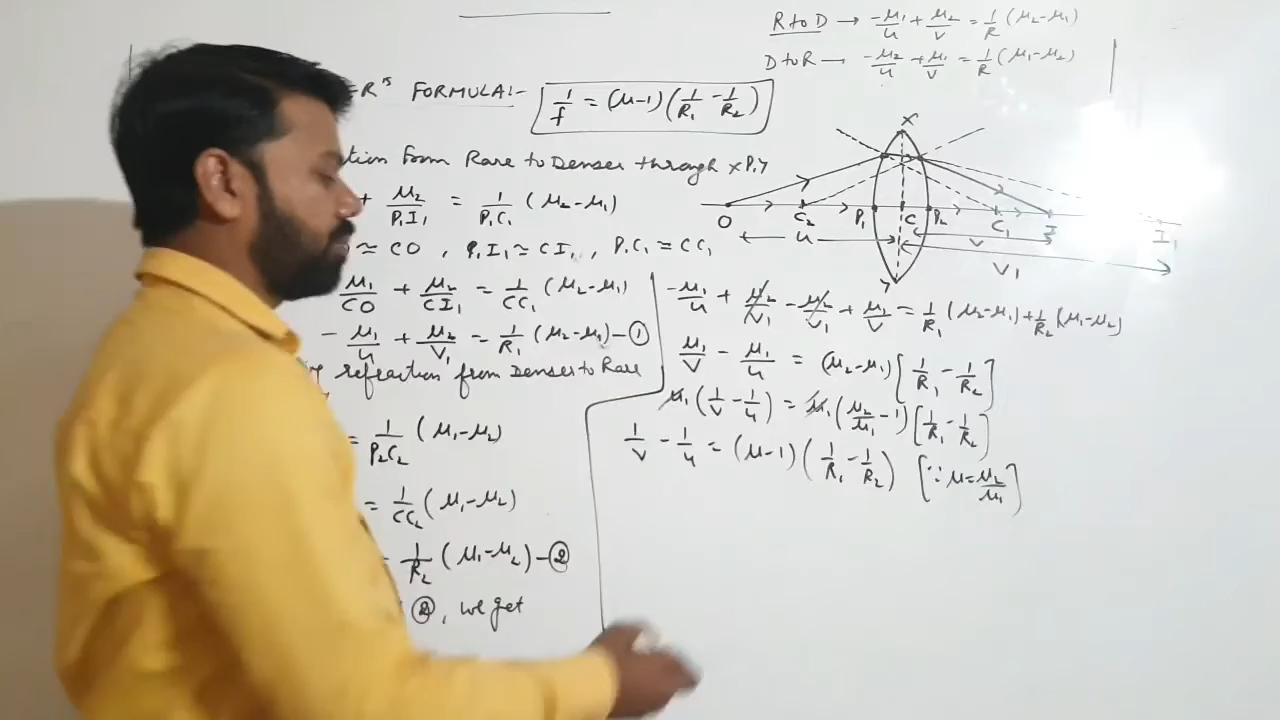 R to D → -μ₁/u + μ₂/v = 1/R (μ₂-μ₁)
D to R → -μ₂/u + μ₁/v = 1/R (μ₁-μ₂)
ER'S FORMULA:- 1/f = (μ-1)(1/R₁ - 1/R₂)
tion form Rare to Denser through XP₁Y
+ μ₂/P₁I₁ = 1/P₁C₁ (μ₂-μ₁)
≈ CO , P₁I₁ ≈ CI₁ , P₁C₁ ≈ CC₁
μ₁/CO + μ₂/CI₁ = 1/CC₁ (μ₂-μ₁)
-μ₁/u + μ₂/V₁ = 1/R₁ (μ₂-μ₁) - ①
refraction from Denser to Rare
= 1/P₂C₂ (μ₁-μ₂)
= 1/CC₂ (μ₁-μ₂)
= 1/R₂ (μ₁-μ₂) - ②
②, we get
X
O C₂ P₁ C P₂ C₁ I I₁
u v
V₁
Y
-μ₁/u + μ₂/V₁ - μ₂/V₁ + μ₂/V = 1/R₁ (μ₂-μ₁) + 1/R₂ (μ₁-μ₂)
μ₁/V - μ₁/u = (μ₂-μ₁) [1/R₁ - 1/R₂]
μ₁(1/V - 1/u) = μ₁(μ₂/μ₁ - 1) [1/R₁ - 1/R₂]
1/V - 1/u = (μ-1) (1/R₁ - 1/R₂) [∵ μ = μ₂/μ₁]